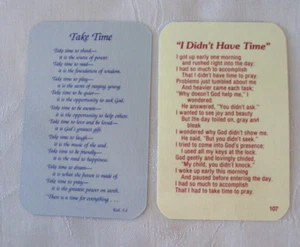 Take Time
Take time to think—
it is the source of power.
Take time to read—
it is the foundation of wisdom.
Take time to play—
it is the secret of staying young.
Take time to be quiet—
it is the opportunity to seek God.
Take time to be aware—
it is the opportunity to help others.
Take time to love and be loved—
it is God's greatest gift.
Take time to laugh—
it is the music of the soul.
Take time to be friendly—
it is the road to happiness.
Take time to dream—
it is what the future is made of.
Take time to pray—
it is the greatest power on earth.
"There is a time for everything . . ."
"I Didn't Have Time"
I got up early one morning
and rushed right into the day;
I had so much to accomplish
That I didn't have time to pray.
Problems just tumbled about me
And heavier came each task;
"Why doesn't God help me," I
wondered;
He answered, "You didn't ask."
I wanted to see joy and beauty
But the day toiled on, gray and
bleak
I wondered why God didn't show me
He said, "But you didn't seek."
I tried to come into God's presence;
I used all my keys at the lock.
God gently and lovingly chided,
"My child, you didn't knock."
I woke up early this morning
And paused before entering the day.
I had so much to accomplish
That I had to take time to pray.
107